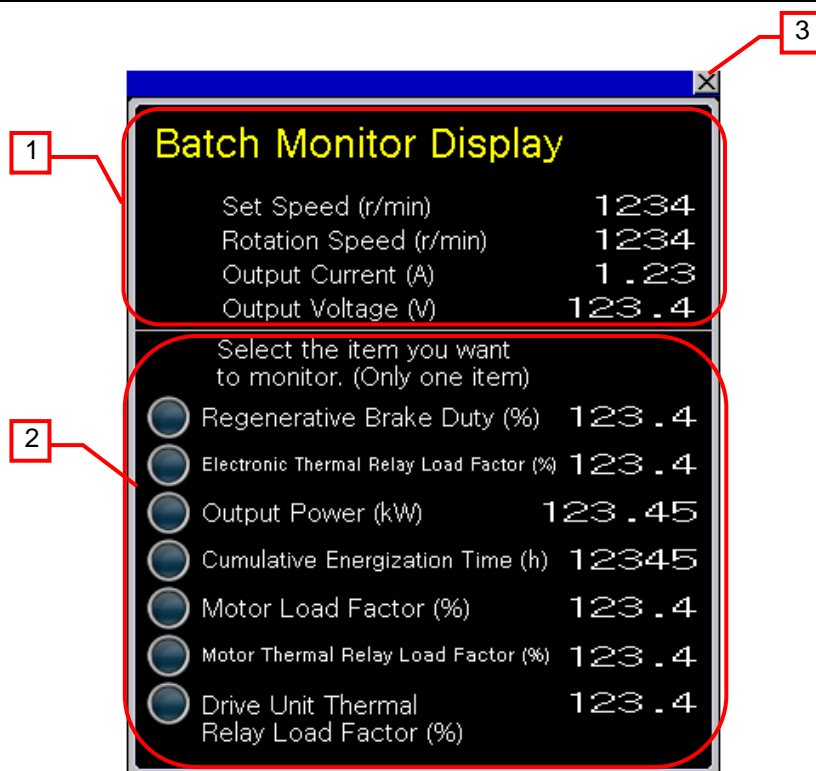 3
1
Batch Monitor Display
Set Speed (r/min) 1234
Rotation Speed (r/min) 1234
Output Current (A) 1.23
Output Voltage (V) 123.4
Select the item you want
to monitor. (Only one item)
2
Regenerative Brake Duty (%) 123.4
Electronic Thermal Relay Load Factor (%) 123.4
Output Power (kW) 123.45
Cumulative Energization Time (h) 12345
Motor Load Factor (%) 123.4
Motor Thermal Relay Load Factor (%) 123.4
Drive Unit Thermal 123.4
Relay Load Factor (%)